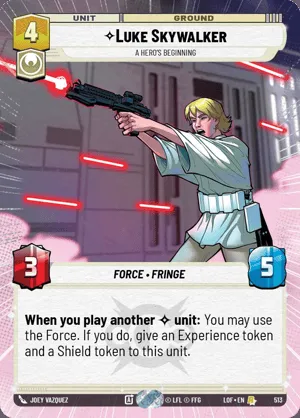 UNIT
GROUND
4
✧LUKE SKYWALKER
A HERO'S BEGINNING
3
5
FORCE • FRINGE
When you play another ✧ unit: You may use
the Force. If you do, give an Experience token
and a Shield token to this unit.
JOEY VAZQUEZ
© LFL © FFG
LOF • EN
513